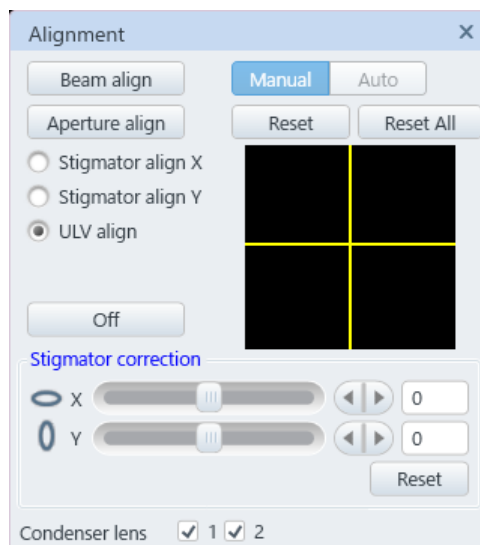 Alignment
Beam align
Manual
Auto
Aperture align
Reset
Reset All
Stigmator align X
Stigmator align Y
ULV align
Off
Stigmator correction
X
0
Y
0
Reset
Condenser lens 1 2